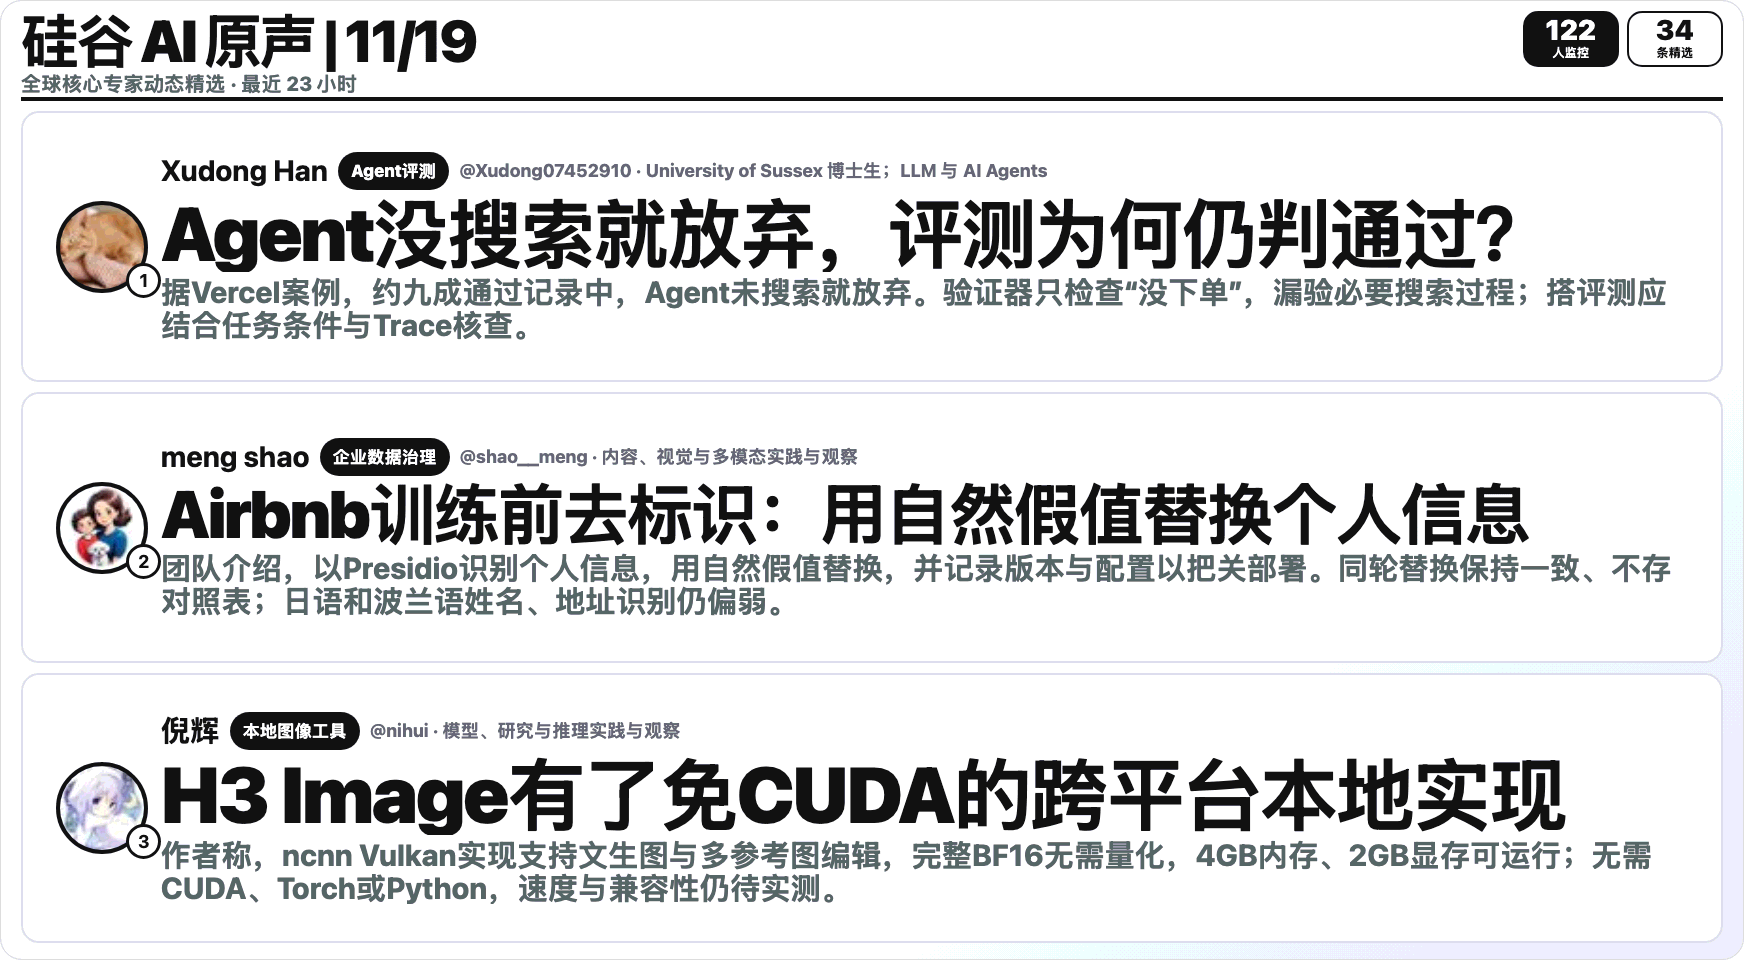 硅谷 AI 原声 | 11/19
全球核心专家动态精选 · 最近 23 小时
122
人监控
34
条精选
Xudong Han Agent评测 @Xudong07452910 · University of Sussex 博士生；LLM 与 AI Agents
Agent没搜索就放弃，评测为何仍判通过？
1
据Vercel案例，约九成通过记录中，Agent未搜索就放弃。验证器只检查“没下单”，漏验必要搜索过程；搭评测应
结合任务条件与Trace核查。
meng shao 企业数据治理 @shao__meng · 内容、视觉与多模态实践与观察
Airbnb训练前去标识：用自然假值替换个人信息
2
团队介绍，以Presidio识别个人信息，用自然假值替换，并记录版本与配置以把关部署。同轮替换保持一致、不存
对照表；日语和波兰语姓名、地址识别仍偏弱。
倪辉 本地图像工具 @nihui · 模型、研究与推理实践与观察
H3 Image有了免CUDA的跨平台本地实现
3
作者称，ncnn Vulkan实现支持文生图与多参考图编辑，完整BF16无需量化，4GB内存、2GB显存可运行；无需
CUDA、Torch或Python，速度与兼容性仍待实测。